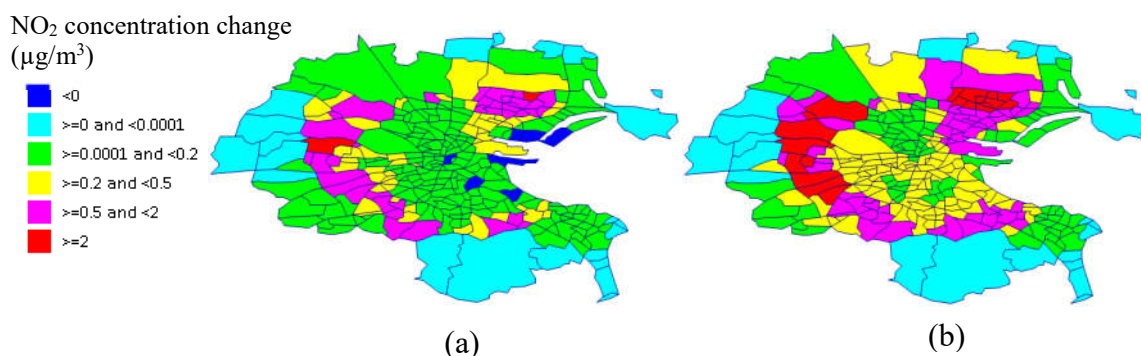 NO₂ concentration change
(µg/m³)
<0
>=0 and <0.0001
>=0.0001 and <0.2
>=0.2 and <0.5
>=0.5 and <2
>=2
(a)
(b)